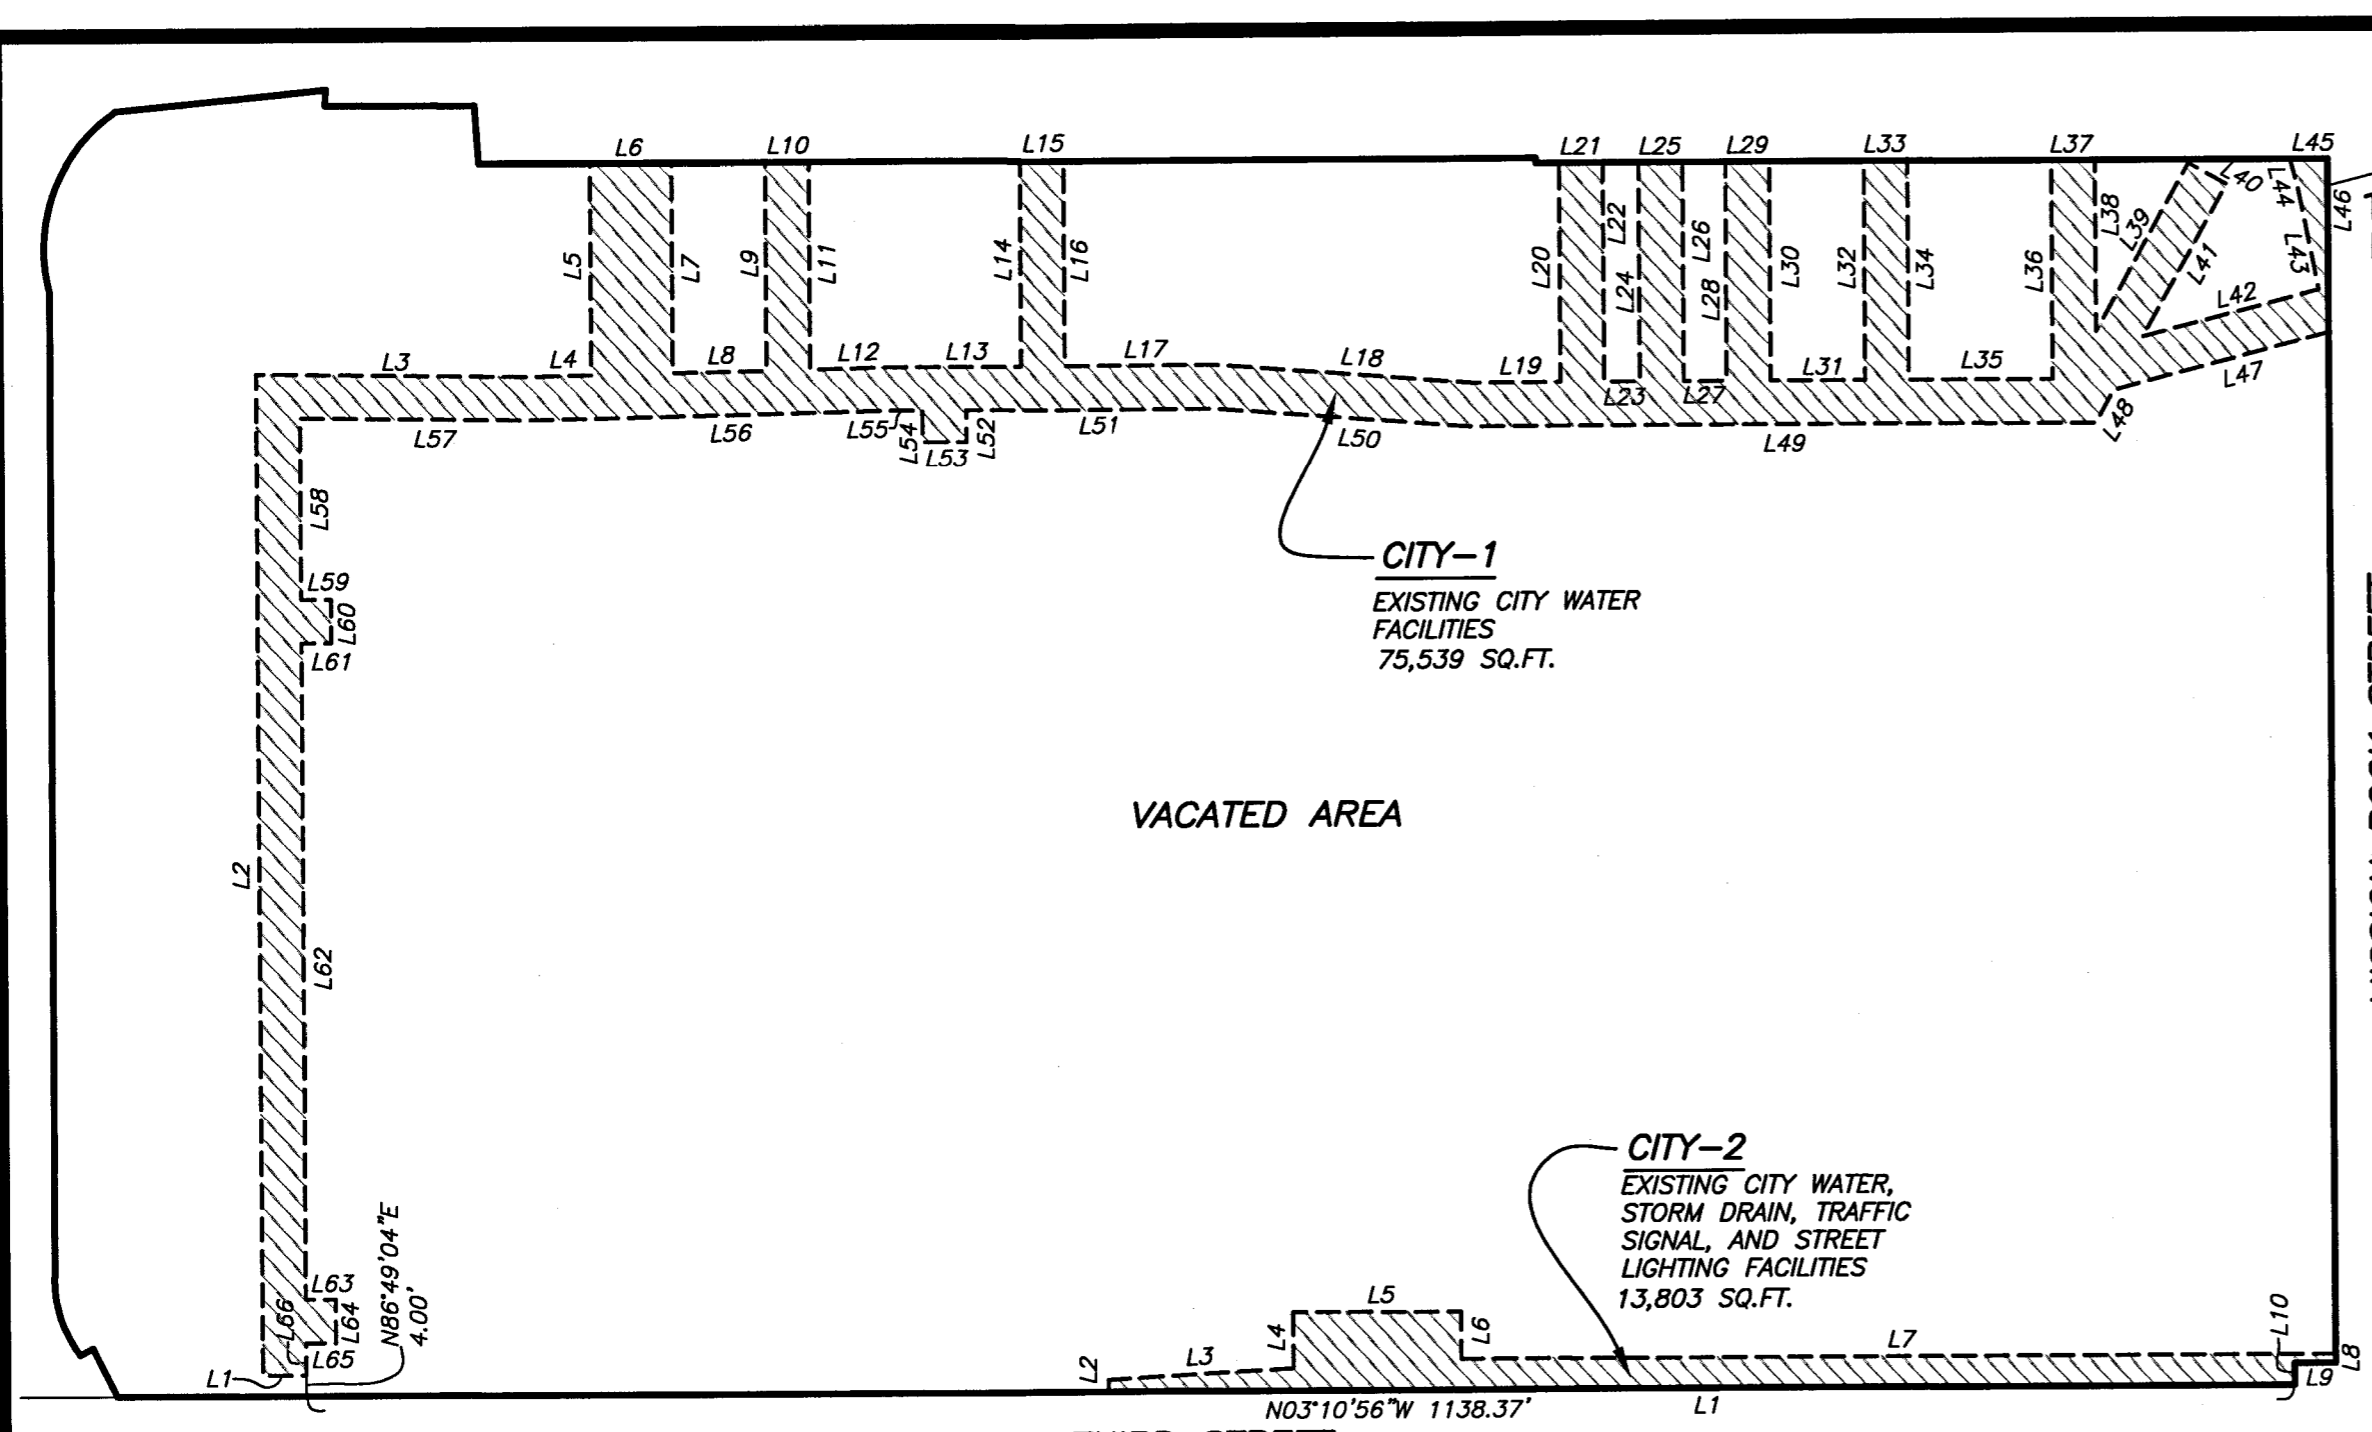 L6
L10
L15
L21
L25
L29
L33
L37
L45
L5
L7
L9
L11
L14
L16
L20
L22
L24
L26
L28
L30
L32
L34
L36
L38
L39
L40
L41
L44
L43
L46
L42
L47
L48
L3
L4
L8
L12
L13
L17
L18
L19
L23
L27
L31
L35
L57
L56
L55
L54
L53
L52
L51
L50
L49
L58
L59
L60
L61
L2
L62
CITY-1
EXISTING CITY WATER
FACILITIES
75,539 SQ.FT.
VACATED AREA
CITY-2
EXISTING CITY WATER,
STORM DRAIN, TRAFFIC
SIGNAL, AND STREET
LIGHTING FACILITIES
13,803 SQ.FT.
L63
L64
L65
L66
L1
N86°49'04"E
4.00'
L2
L3
L4
L5
L6
L7
L10
L8
L9
N03°10'56"W 1138.37'
L1